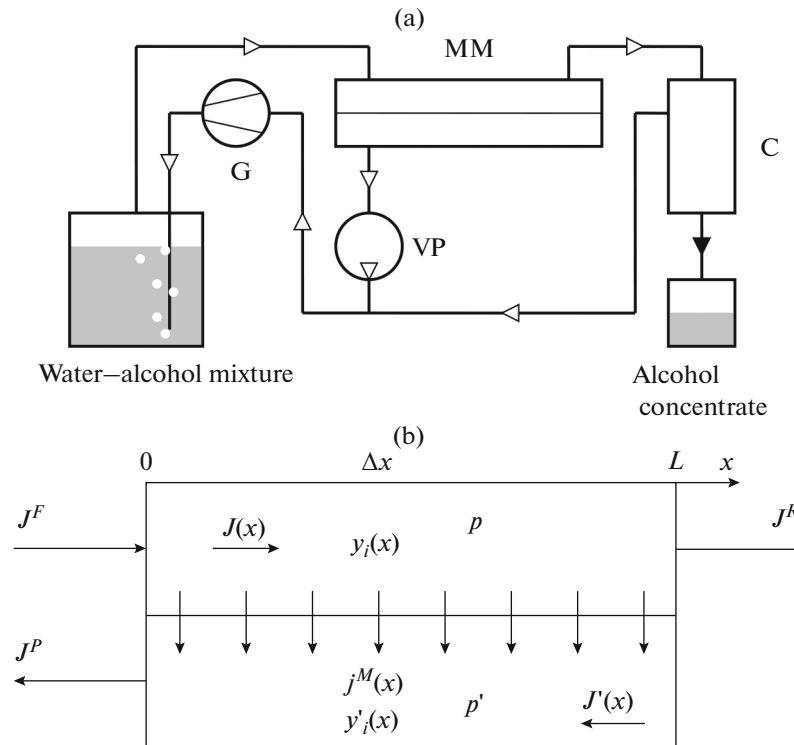 (a)
MM
G
C
VP
Water–alcohol mixture
Alcohol
concentrate
(b)
0
Δx
L
x
J^F
J(x)
y_i(x)
p
J^R
J^P
j^M(x)
y'_i(x)
p'
J'(x)